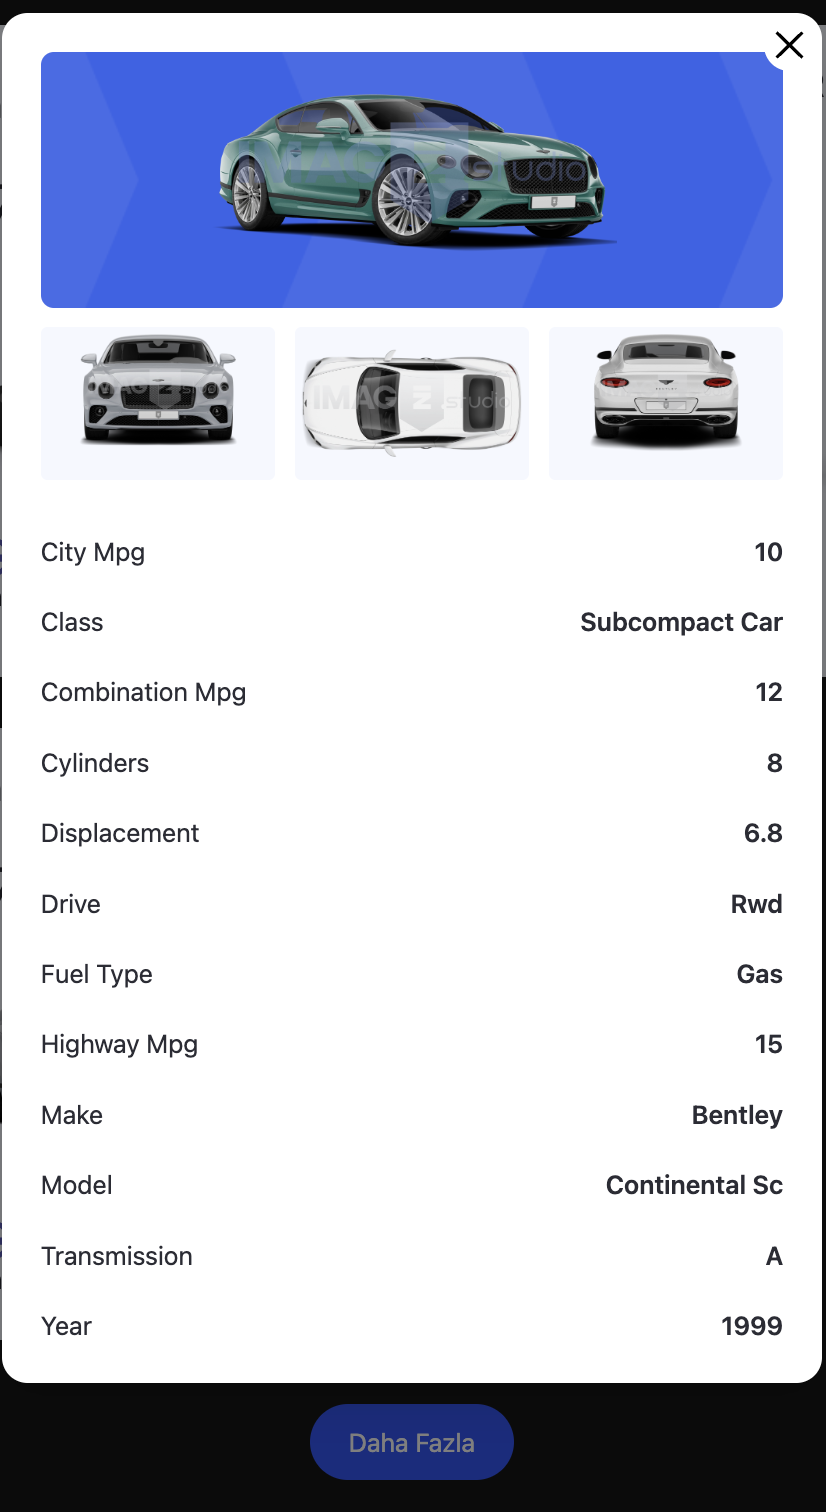 IMAGZ studio
City Mpg 10
Class Subcompact Car
Combination Mpg 12
Cylinders 8
Displacement 6.8
Drive Rwd
Fuel Type Gas
Highway Mpg 15
Make Bentley
Model Continental Sc
Transmission A
Year 1999
Daha Fazla